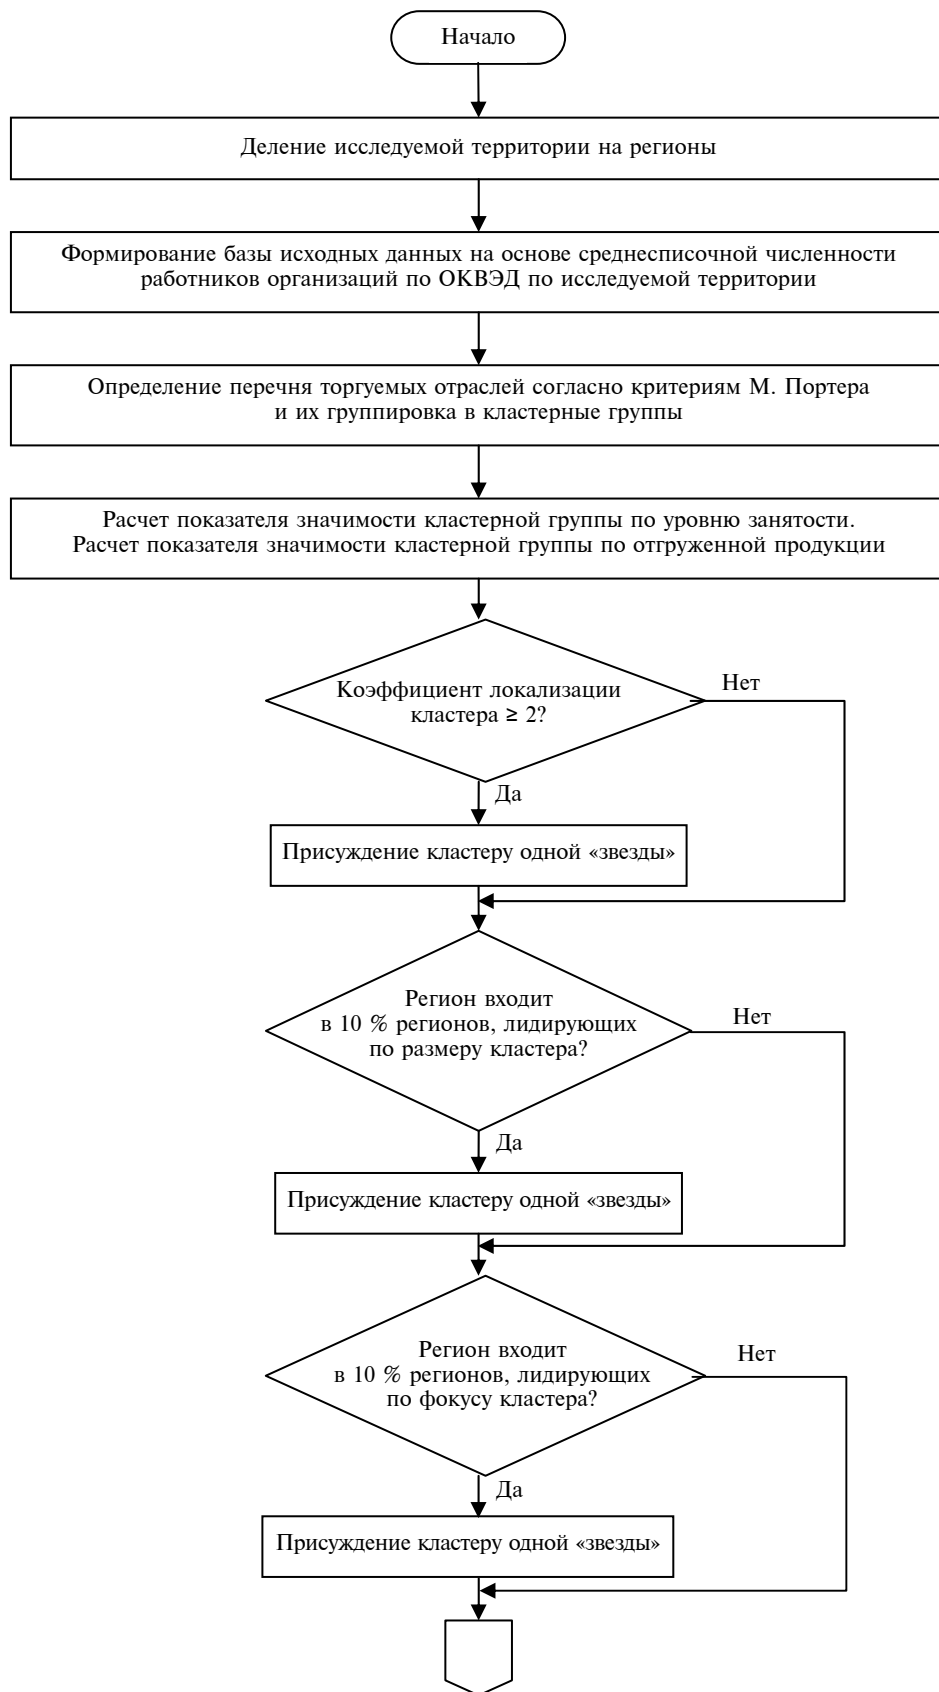 Начало
Деление исследуемой территории на регионы
Формирование базы исходных данных на основе среднесписочной численности
работников организаций по ОКВЭД по исследуемой территории
Определение перечня торгуемых отраслей согласно критериям М. Портера
и их группировка в кластерные группы
Расчет показателя значимости кластерной группы по уровню занятости.
Расчет показателя значимости кластерной группы по отгруженной продукции
Коэффициент локализации
кластера ≥ 2?
Нет
Да
Присуждение кластеру одной «звезды»
Регион входит
в 10 % регионов, лидирующих
по размеру кластера?
Нет
Да
Присуждение кластеру одной «звезды»
Регион входит
в 10 % регионов, лидирующих
по фокусу кластера?
Нет
Да
Присуждение кластеру одной «звезды»